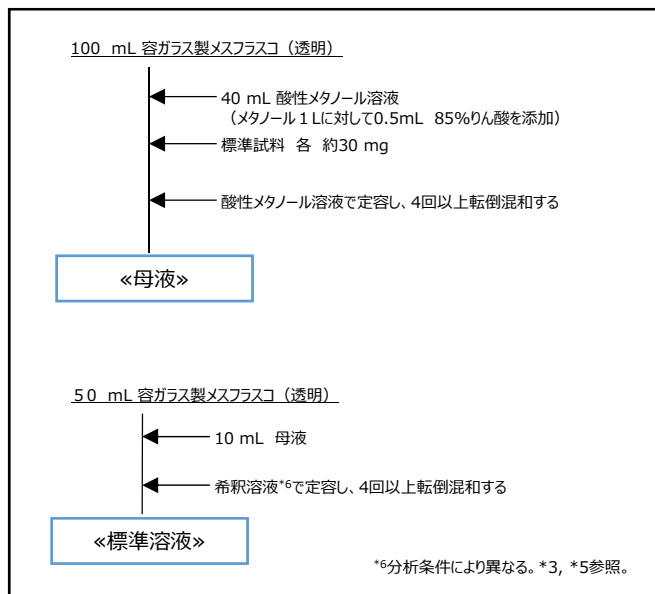 100 mL 容ガラス製メスフラスコ（透明）
40 mL 酸性メタノール溶液
（メタノール１Lに対して0.5mL 85%りん酸を添加）
標準試料 各 約30 mg
酸性メタノール溶液で定容し、4回以上転倒混和する
≪母液≫
５０ mL 容ガラス製メスフラスコ（透明）
10 mL 母液
希釈溶液*6で定容し、4回以上転倒混和する
≪標準溶液≫
*6分析条件により異なる。*3, *5参照。